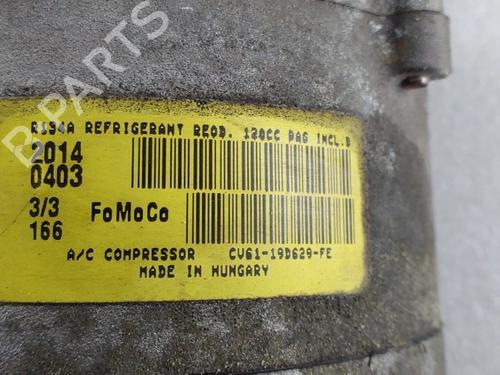 R134A REFRIGERANT REQD. 120CC PAG INCL.D
2014
0403
3/3
166
FoMoCo
A/C COMPRESSOR CV61-19D629-FE
MADE IN HUNGARY
B-PARTS